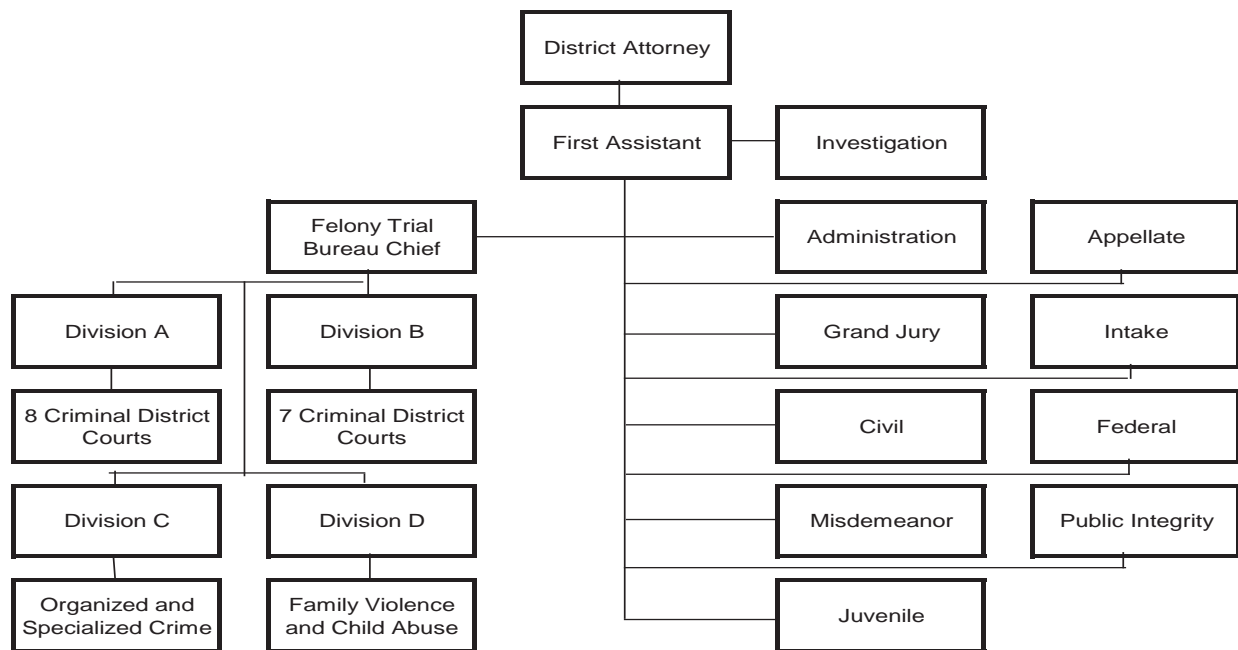 District Attorney
First Assistant
Investigation
Felony Trial
Bureau Chief
Administration
Appellate
Division A
Division B
Grand Jury
Intake
8 Criminal District
Courts
7 Criminal District
Courts
Civil
Federal
Division C
Division D
Misdemeanor
Public Integrity
Organized and
Specialized Crime
Family Violence
and Child Abuse
Juvenile